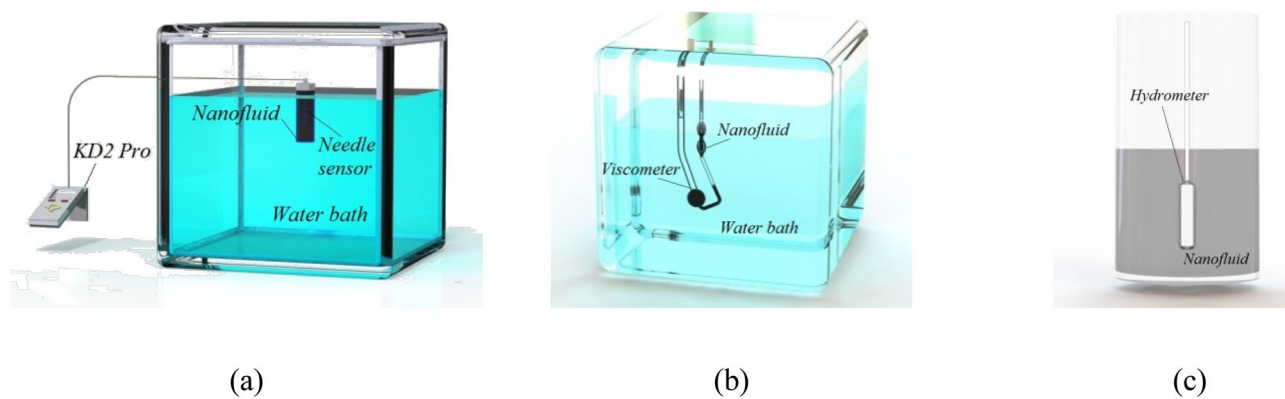 Nanofluid
Needle
sensor
KD2 Pro
Water bath
Nanofluid
Viscometer
Water bath
Hydrometer
Nanofluid
(a)
(b)
(c)